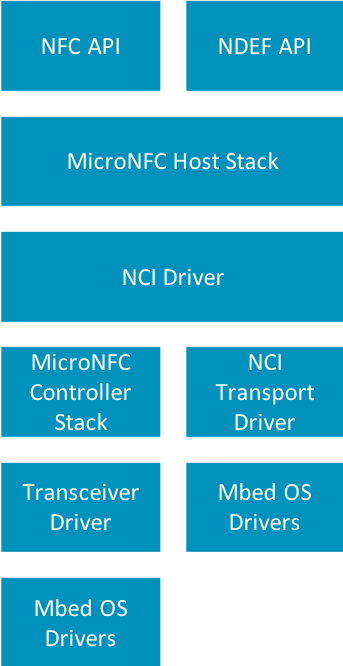 NFC API
NDEF API
MicroNFC Host Stack
NCI Driver
MicroNFC
Controller
Stack
NCI
Transport
Driver
Transceiver
Driver
Mbed OS
Drivers
Mbed OS
Drivers